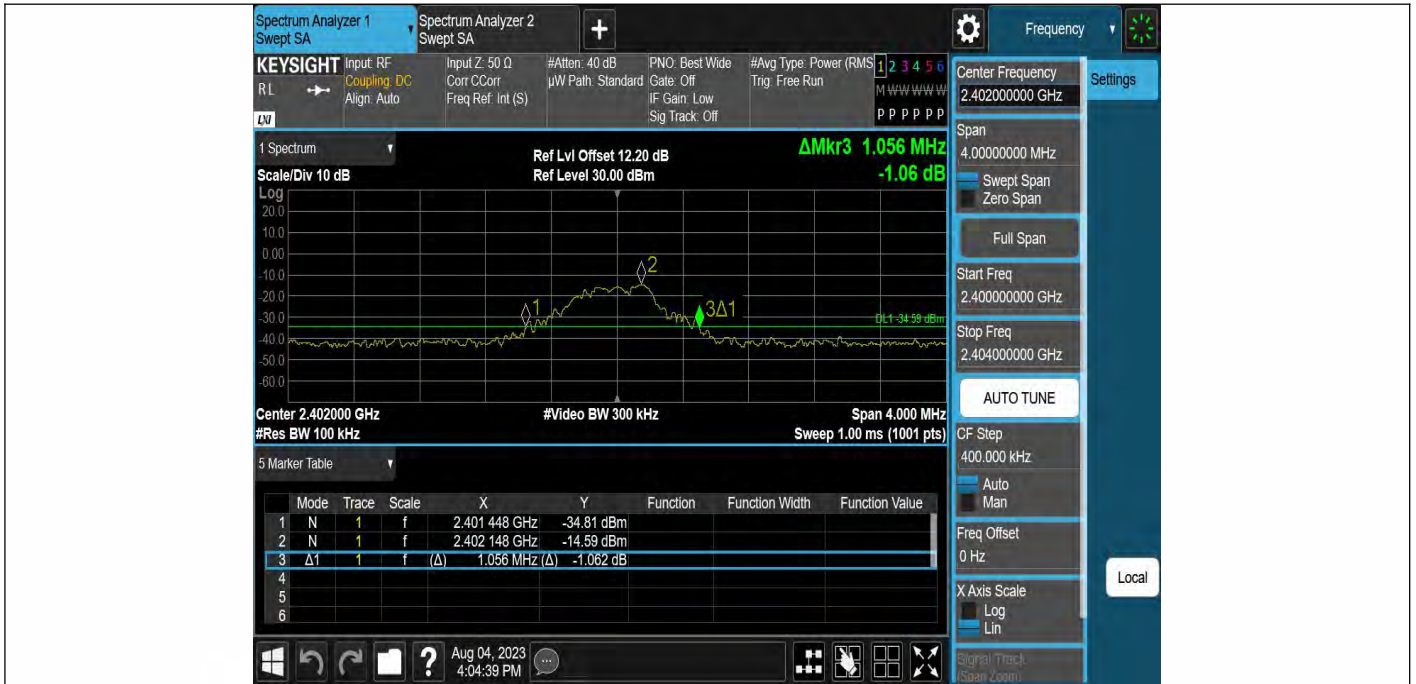 Spectrum Analyzer 1
Swept SA
Spectrum Analyzer 2
Swept SA
+
Frequency
KEYSIGHT
RL
LXI
Input: RF
Coupling: DC
Align: Auto
Input Z: 50 Ω
Corr CCorr
Freq Ref: Int (S)
#Atten: 40 dB
µW Path: Standard
PNO: Best Wide
Gate: Off
IF Gain: Low
Sig Track: Off
#Avg Type: Power (RMS
Trig: Free Run
1 2 3 4 5 6
M W W W W W
P P P P P P
1 Spectrum
Scale/Div 10 dB
Ref Lvl Offset 12.20 dB
Ref Level 30.00 dBm
ΔMkr3 1.056 MHz
-1.06 dB
Log
20.0
10.0
0.00
-10.0
-20.0
-30.0
-40.0
-50.0
-60.0
1
2
3Δ1
DL1 -34.59 dBm
Center 2.402000 GHz
#Res BW 100 kHz
#Video BW 300 kHz
Span 4.000 MHz
Sweep 1.00 ms (1001 pts)
5 Marker Table
Mode Trace Scale X Y Function Function Width Function Value
1 N 1 f 2.401 448 GHz -34.81 dBm
2 N 1 f 2.402 148 GHz -14.59 dBm
3 Δ1 1 f (Δ) 1.056 MHz (Δ) -1.062 dB
4
5
6
Aug 04, 2023
4:04:39 PM
?
Center Frequency
2.402000000 GHz
Span
4.00000000 MHz
Swept Span
Zero Span
Full Span
Start Freq
2.400000000 GHz
Stop Freq
2.404000000 GHz
AUTO TUNE
CF Step
400.000 kHz
Auto
Man
Freq Offset
0 Hz
X Axis Scale
Log
Lin
Signal Track
(Span Zoom)
Settings
Local